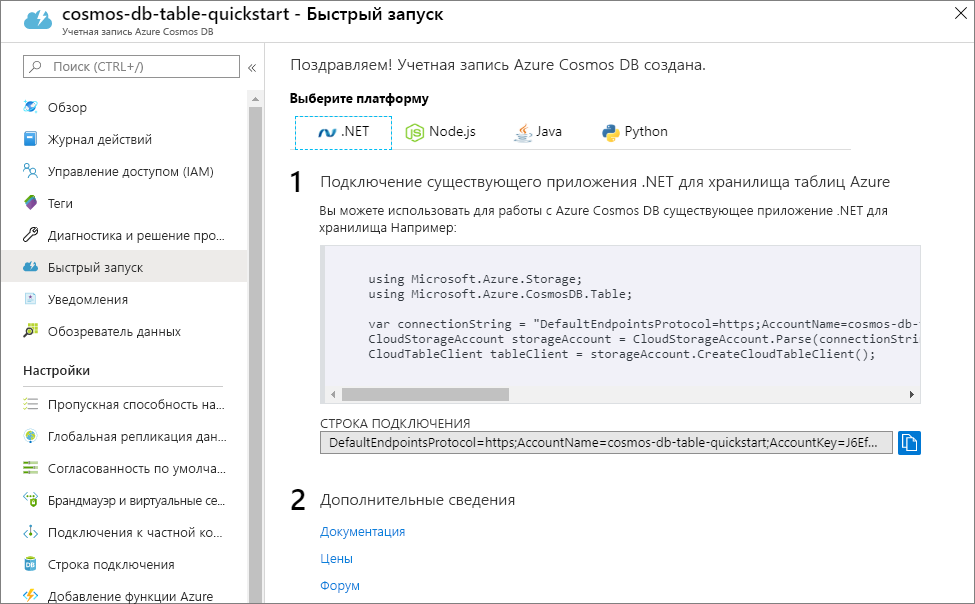 cosmos-db-table-quickstart - Быстрый запуск
Учетная запись Azure Cosmos DB
Поиск (CTRL+/)
«
Обзор
Журнал действий
Управление доступом (IAM)
Теги
Диагностика и решение про...
Быстрый запуск
Уведомления
Обозреватель данных
Настройки
Пропускная способность на...
Глобальная репликация дан...
Согласованность по умолча...
Брандмауэр и виртуальные се...
Подключения к частной ко...
Строка подключения
Добавление функции Azure
Поздравляем! Учетная запись Azure Cosmos DB создана.
Выберите платформу
.NET Node.js Java Python
1 Подключение существующего приложения .NET для хранилища таблиц Azure
Вы можете использовать для работы с Azure Cosmos DB существующее приложение .NET для
хранилища Например:
using Microsoft.Azure.Storage;
using Microsoft.Azure.CosmosDB.Table;
var connectionString = "DefaultEndpointsProtocol=https;AccountName=cosmos-db-
CloudStorageAccount storageAccount = CloudStorageAccount.Parse(connectionStri
CloudTableClient tableClient = storageAccount.CreateCloudTableClient();
СТРОКА ПОДКЛЮЧЕНИЯ
DefaultEndpointsProtocol=https;AccountName=cosmos-db-table-quickstart;AccountKey=J6Ef...
2 Дополнительные сведения
Документация
Цены
Форум